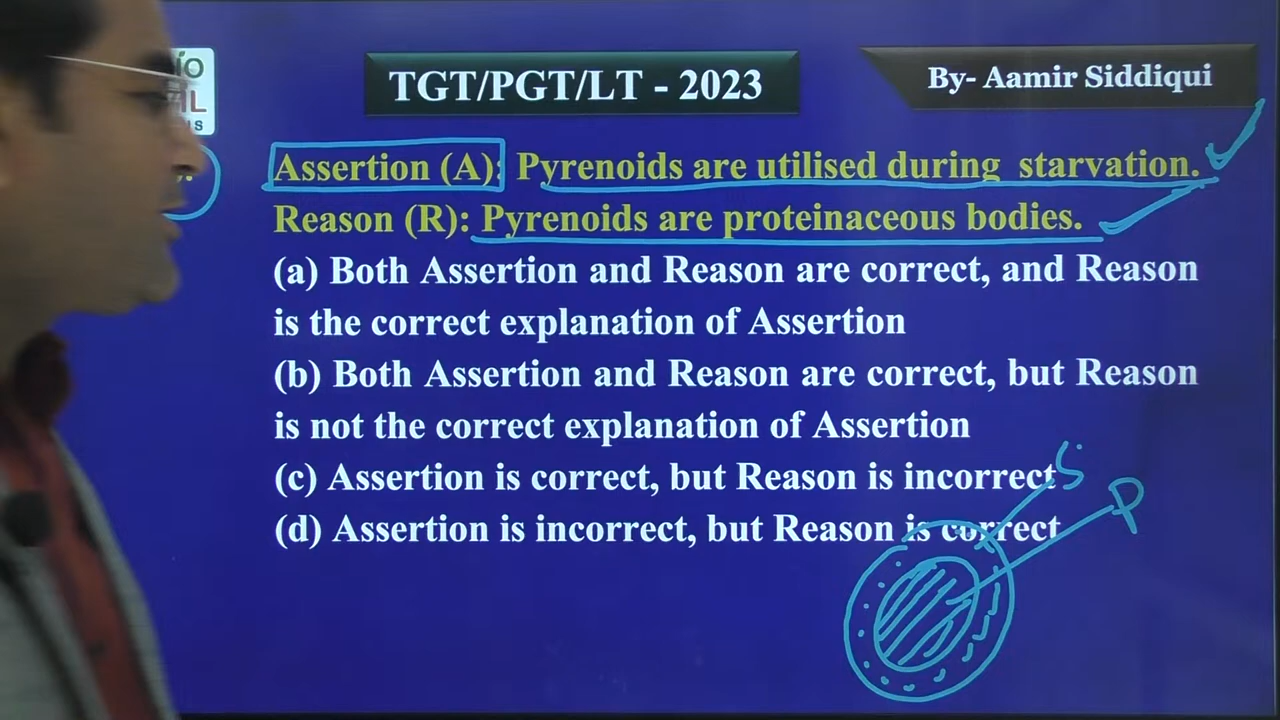 IO
IL
S
TGT/PGT/LT - 2023
By- Aamir Siddiqui
Assertion (A): Pyrenoids are utilised during starvation.
Reason (R): Pyrenoids are proteinaceous bodies.
(a) Both Assertion and Reason are correct, and Reason
is the correct explanation of Assertion
(b) Both Assertion and Reason are correct, but Reason
is not the correct explanation of Assertion
(c) Assertion is correct, but Reason is incorrect
(d) Assertion is incorrect, but Reason is correct
S
P